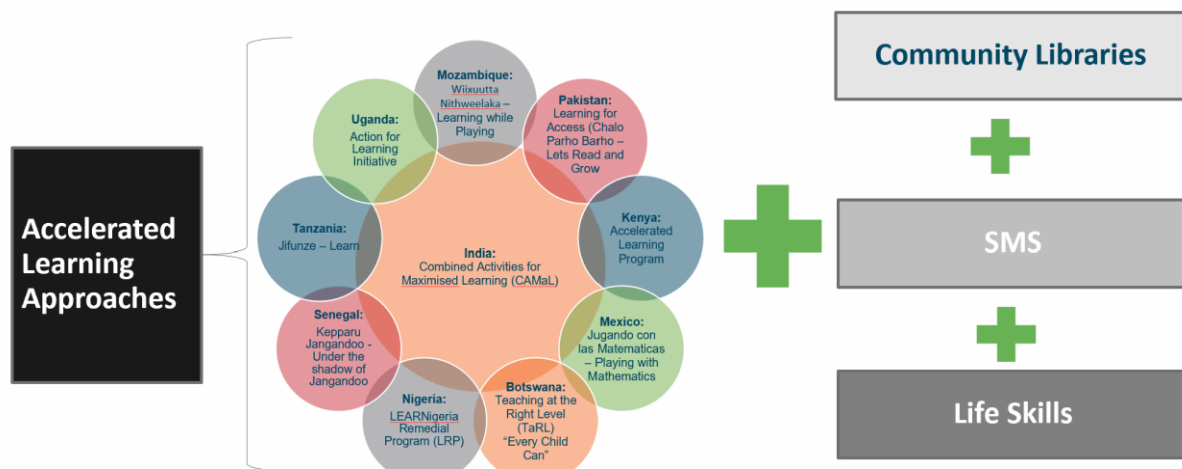 Accelerated
Learning
Approaches
Mozambique:
Wiixuutta
Nithweelaka –
Learning while
Playing
Pakistan:
Learning for
Access (Chalo
Parho Barho –
Lets Read and
Grow
Kenya:
Accelerated
Learning
Program
Mexico:
Jugando con
las Matematicas
– Playing with
Mathematics
Botswana:
Teaching at the
Right Level
(TaRL)
“Every Child
Can”
Nigeria:
LEARNigeria
Remedial
Program (LRP)
Senegal:
Kepparu
Jangandoo -
Under the
shadow of
Jangandoo
Tanzania:
Jifunze – Learn
Uganda:
Action for
Learning
Initiative
India:
Combined Activities for
Maximised Learning (CAMaL)
Community Libraries
SMS
Life Skills